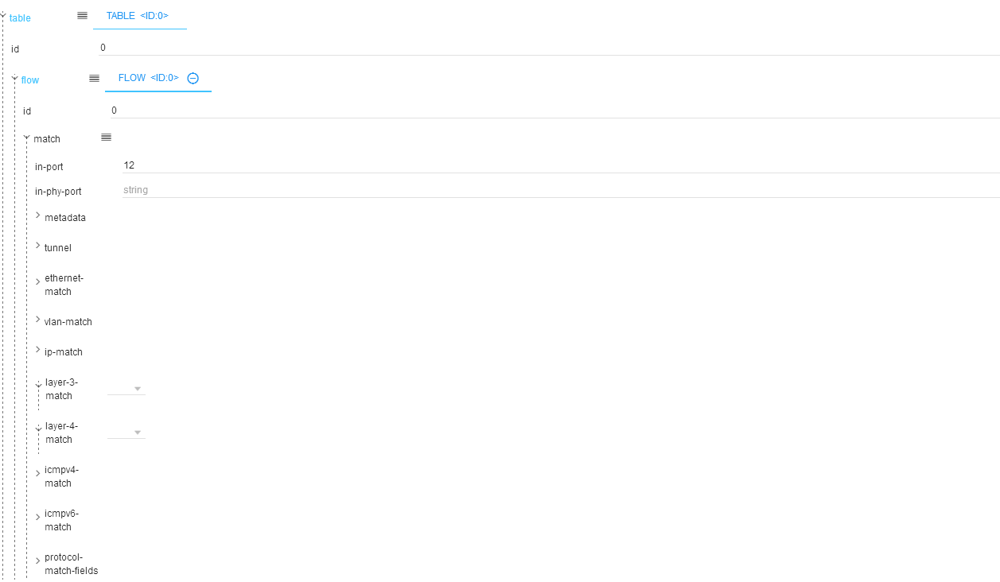 table TABLE <ID:0>
id 0
flow FLOW <ID:0>
id 0
match
in-port 12
in-phy-port string
metadata
tunnel
ethernet-
match
vlan-match
ip-match
layer-3-
match
layer-4-
match
icmpv4-
match
icmpv6-
match
protocol-
match-fields